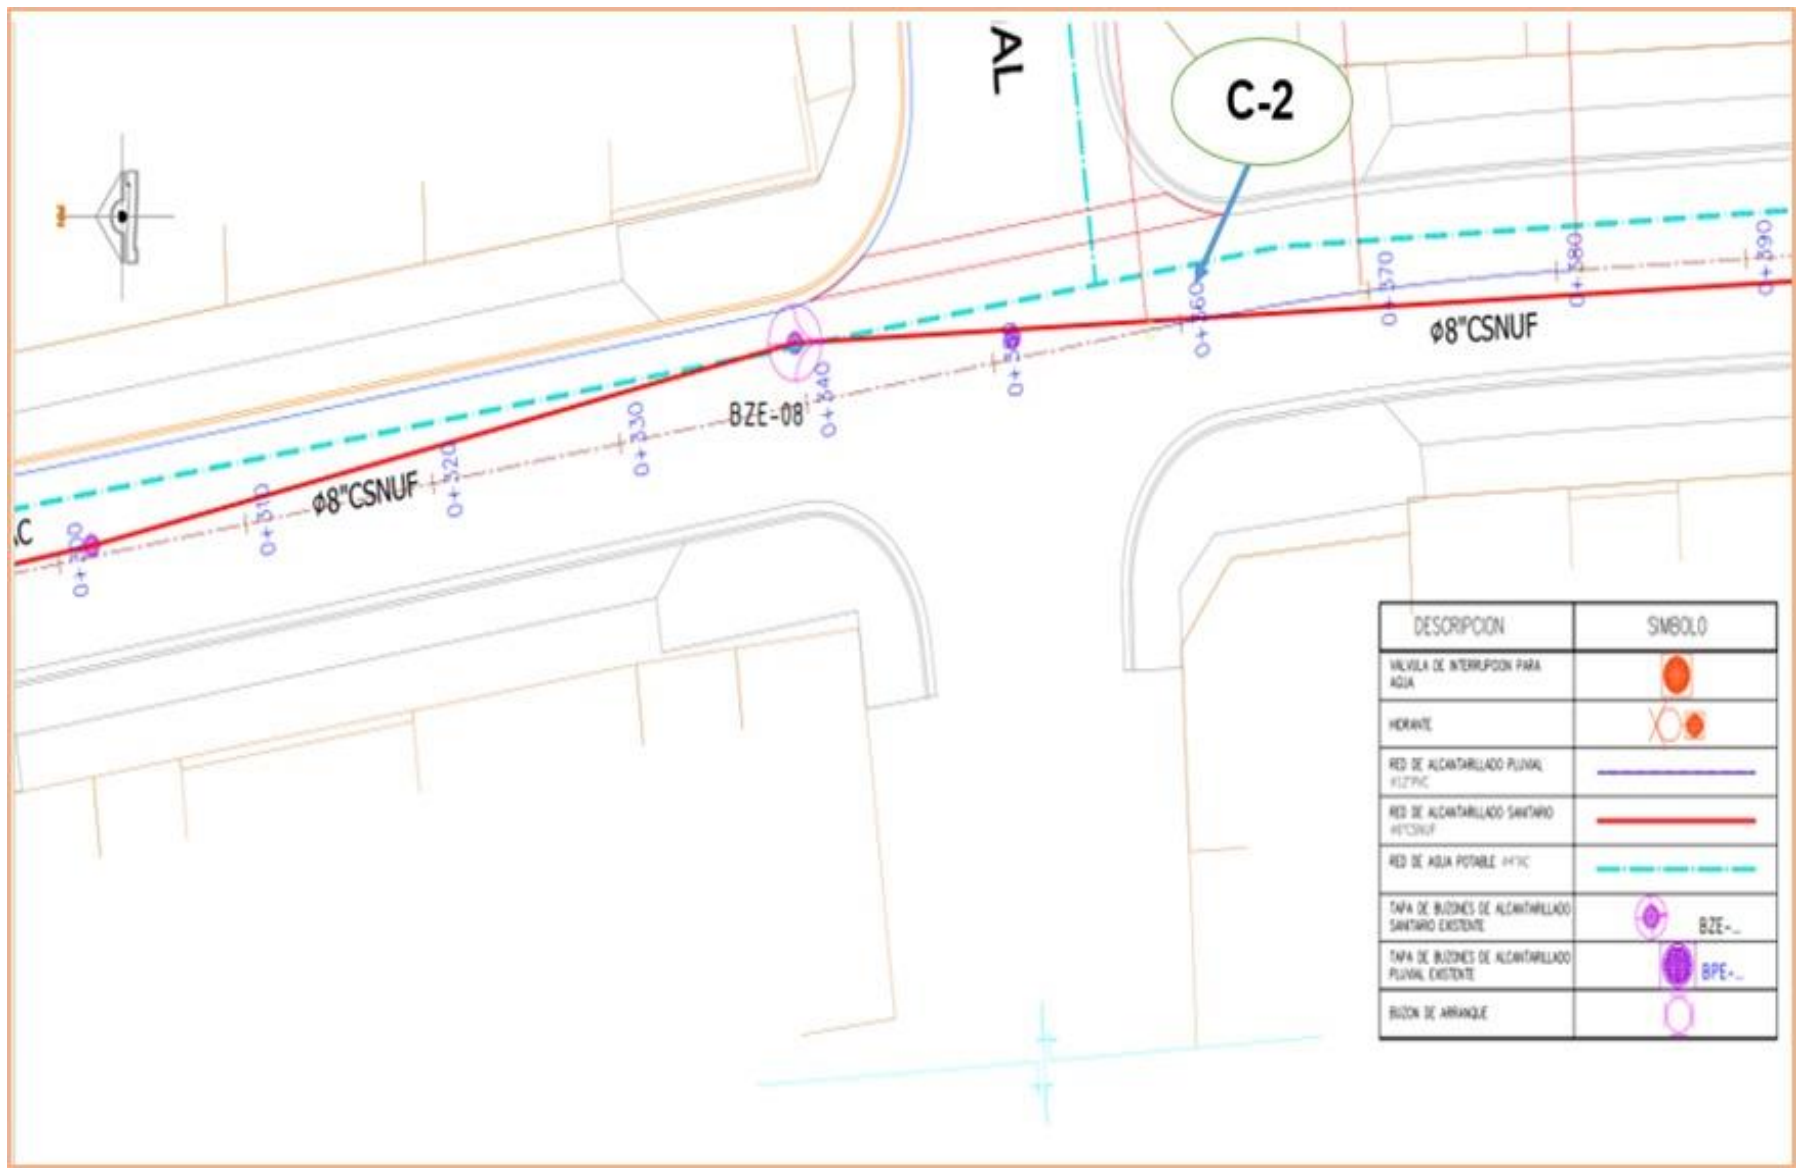 AL
C-2
0+390
0+380
0+370
0+360
Ø8"CSNUF
0+340
BZE-08
0+330
0+320
Ø8"CSNUF
0+310
0+300
DESCRIPCION SIMBOLO
VALVULA DE INTERRUPCION PARA
AGUA
HIDRANTE
RED DE ALCANTARILLADO PLUVIAL
RED DE ALCANTARILLADO SANITARIO
RED DE AGUA POTABLE
TAPA DE BUZONES DE ALCANTARILLADO
SANITARIO EXISTENTE BZE-..
TAPA DE BUZONES DE ALCANTARILLADO
PLUVIAL EXISTENTE BPE-..
BUZON DE ARRANQUE